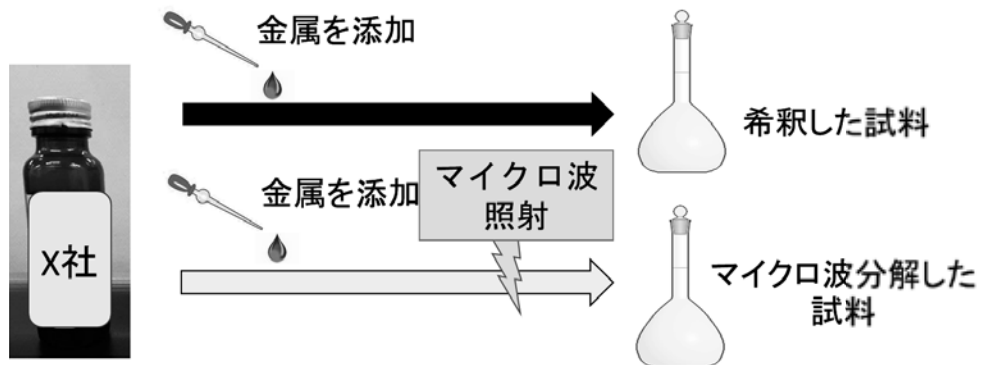 金属を添加
希釈した試料
金属を添加
マイクロ波
照射
X社
マイクロ波分解した
試料